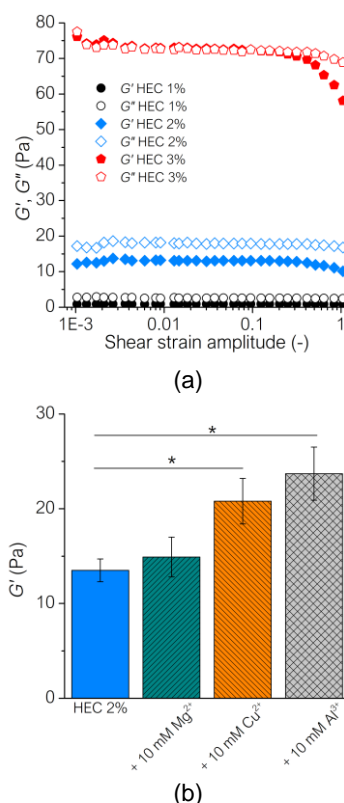 80
70
60
50
40
30
20
10
0
G', G" (Pa)
G' HEC 1%
G" HEC 1%
G' HEC 2%
G" HEC 2%
G' HEC 3%
G" HEC 3%
1E-3 0.01 0.1 1
Shear strain amplitude (-)
(a)
30
20
10
0
G' (Pa)
*
*
HEC 2%
+ 10 mM Mg²⁺
+ 10 mM Cu²⁺
+ 10 mM Al³⁺
(b)